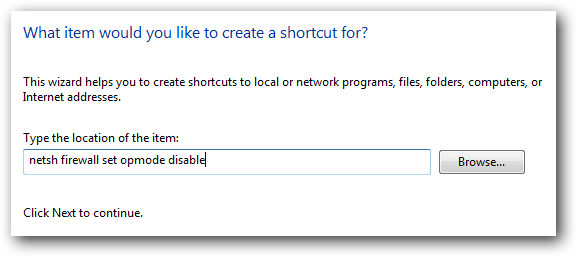 What item would you like to create a shortcut for?
This wizard helps you to create shortcuts to local or network programs, files, folders, computers, or
Internet addresses.
Type the location of the item:
netsh firewall set opmode disable
Browse...
Click Next to continue.